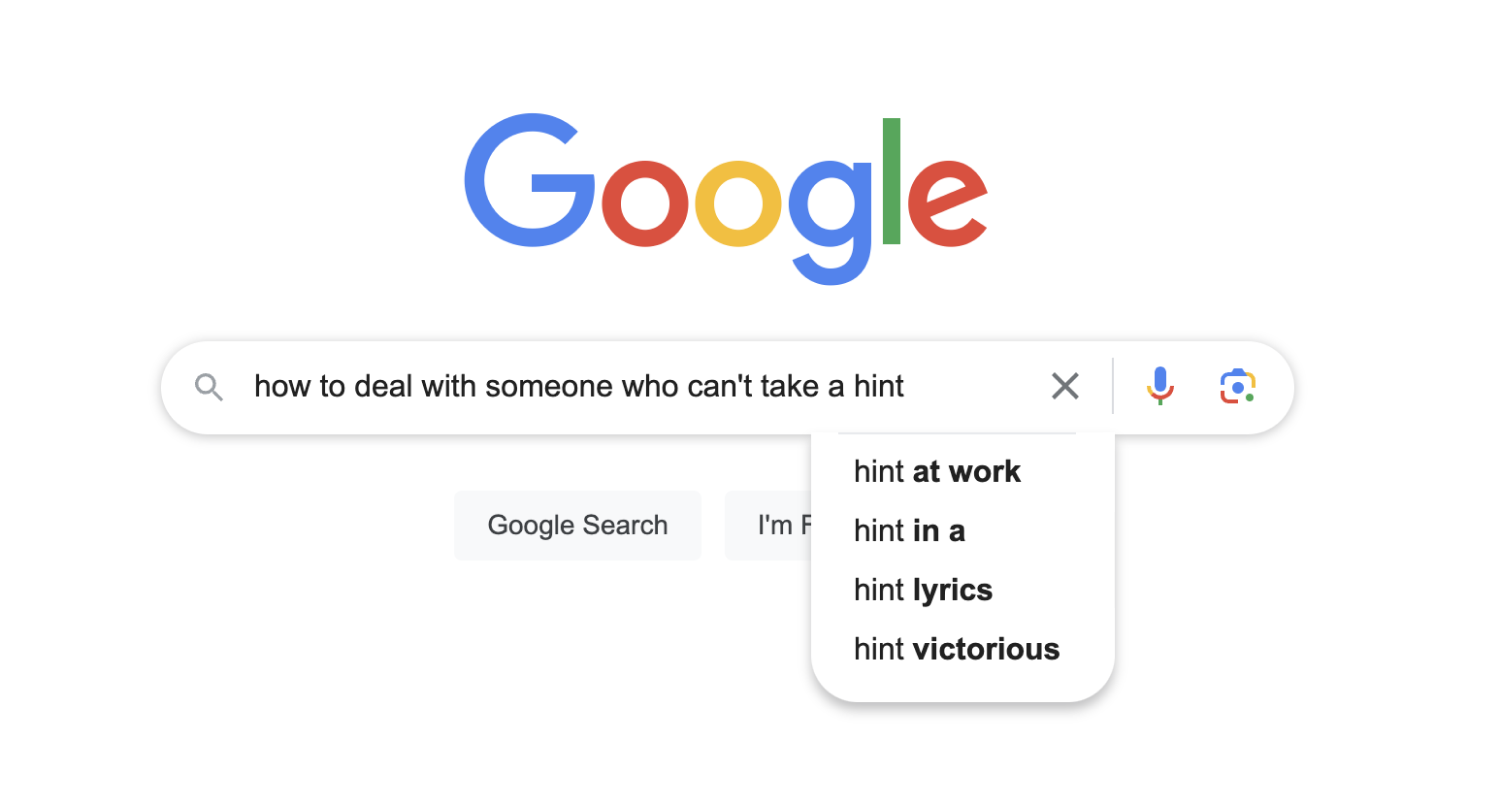 Google
how to deal with someone who can't take a hint
hint at work
Google Search
I'm
hint in a
hint lyrics
hint victorious